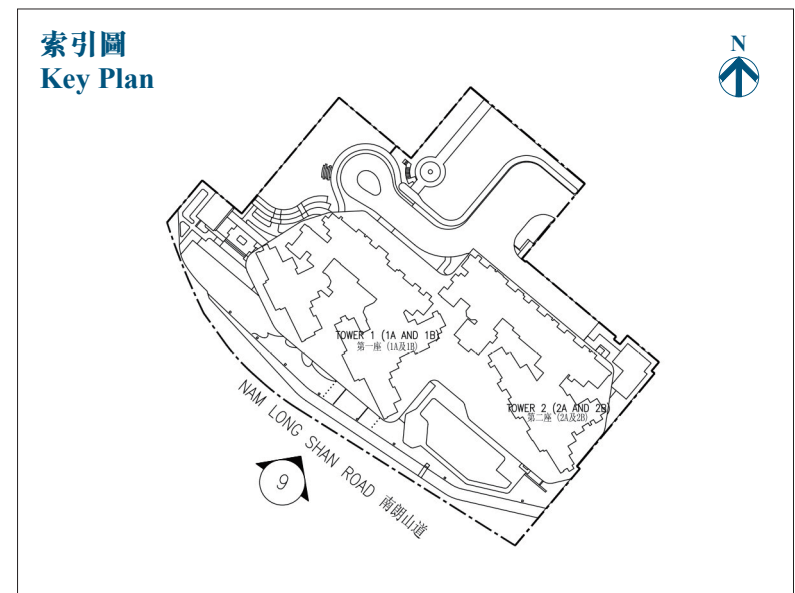 索引圖
Key Plan
N
TOWER 1 (1A AND 1B)
第一座 (1A及1B)
TOWER 2 (2A AND 2B)
第二座 (2A及2B)
NAM LONG SHAN ROAD 南朗山道
9